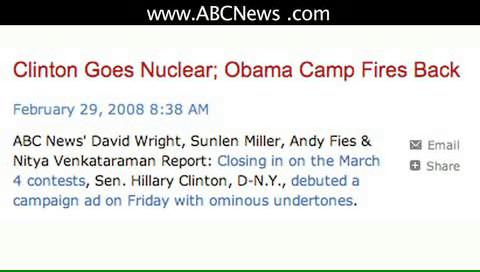 www.ABCNews .com
Clinton Goes Nuclear; Obama Camp Fires Back
February 29, 2008 8:38 AM
ABC News' David Wright, Sunlen Miller, Andy Fies &
Nitya Venkataraman Report: Closing in on the March
4 contests, Sen. Hillary Clinton, D-N.Y., debuted a
campaign ad on Friday with ominous undertones.
Email
Share